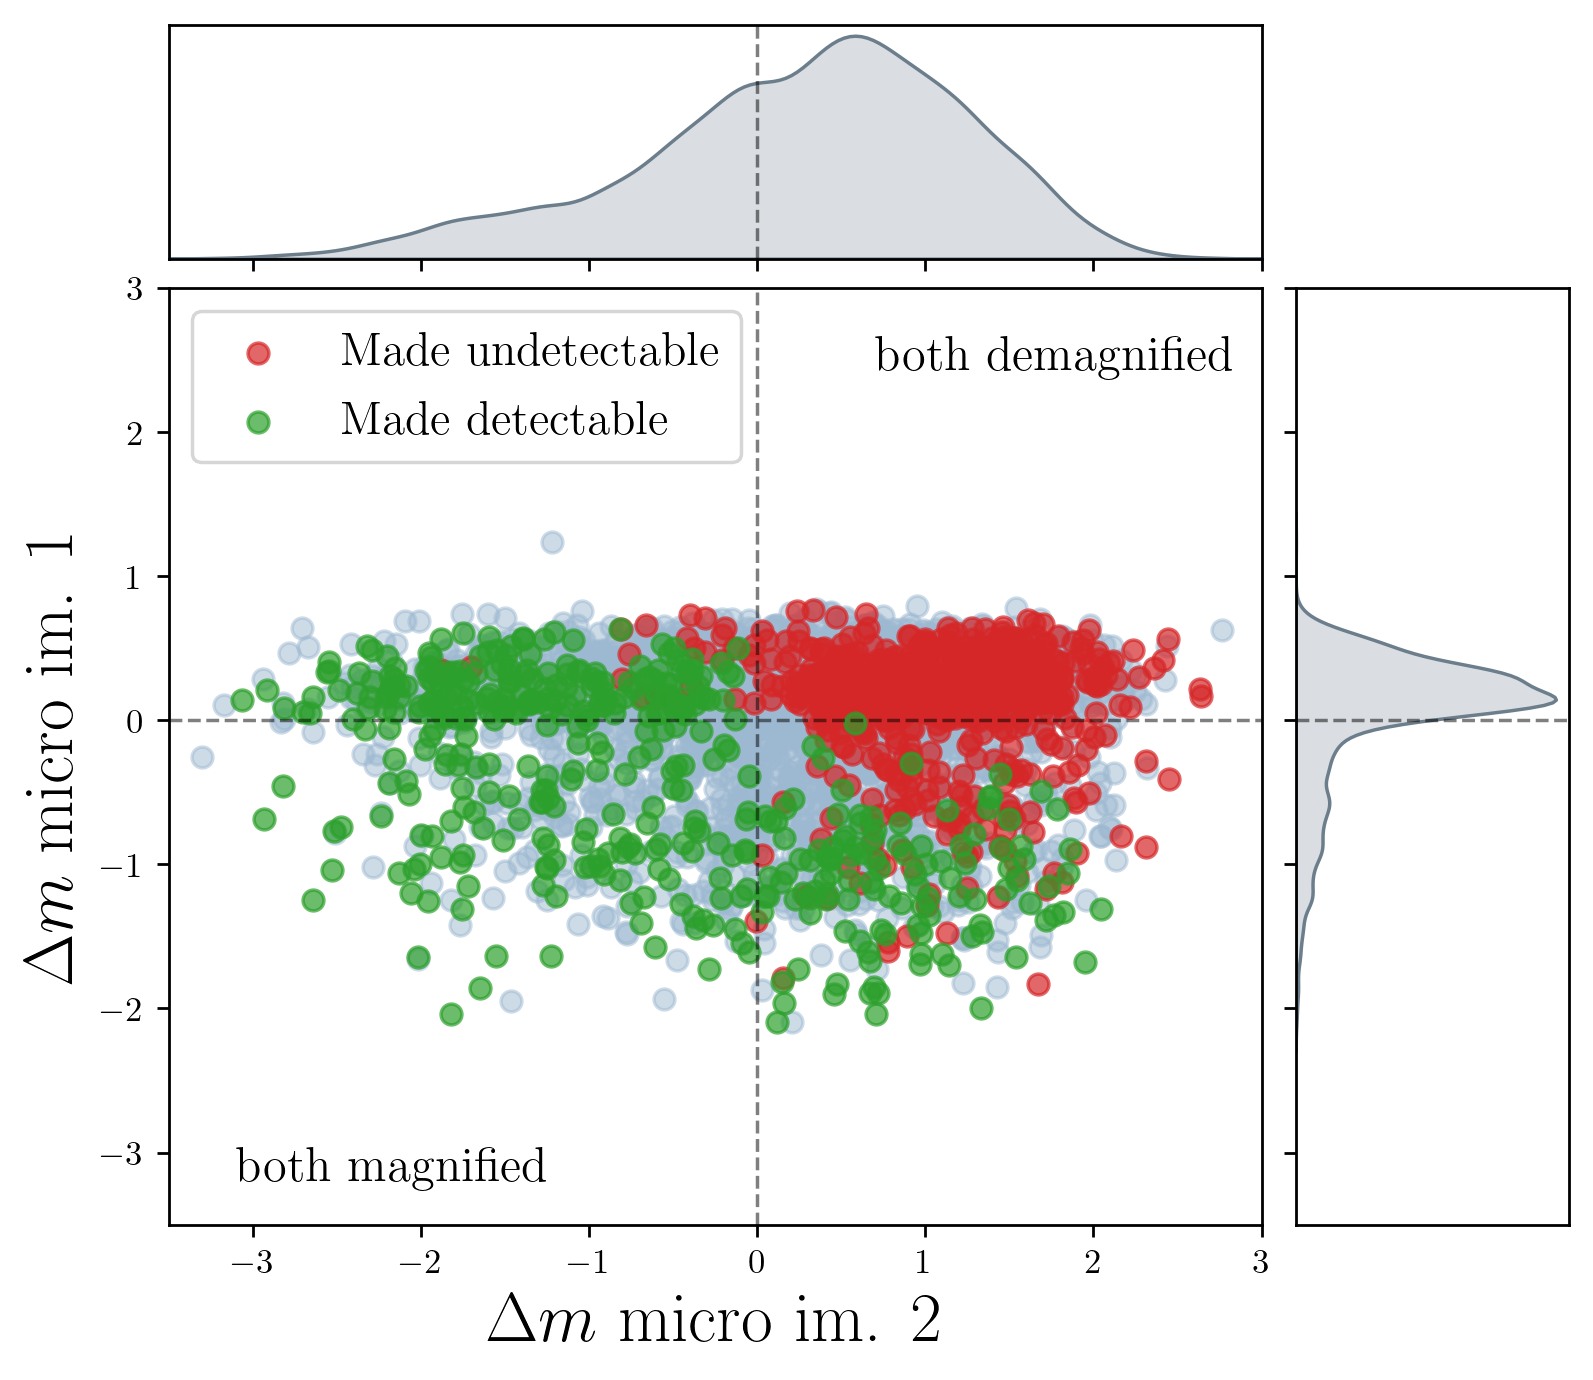 3
Made undetectable
both demagnified
Made detectable
2
1
0
−1
−2
−3
both magnified
Δm micro im. 1
−3 −2 −1 0 1 2 3
Δm micro im. 2